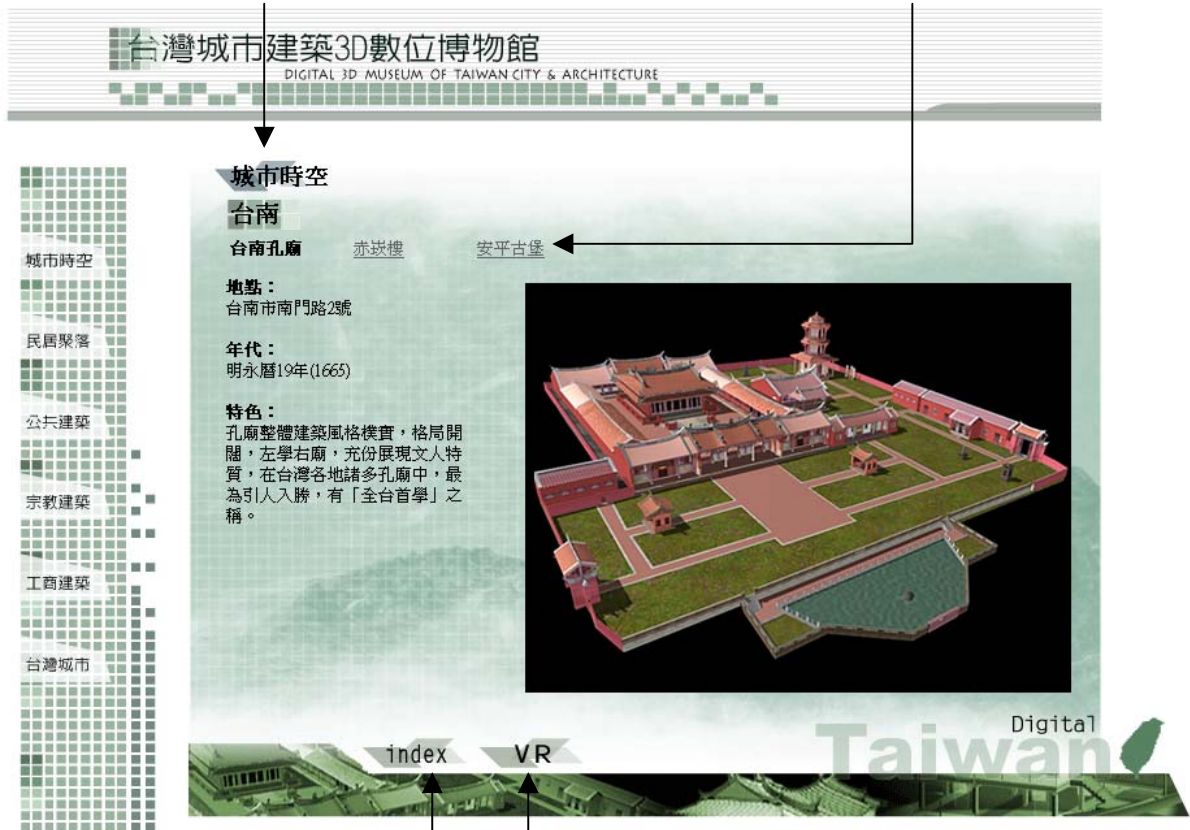 台灣城市建築3D數位博物館
DIGITAL 3D MUSEUM OF TAIWAN CITY & ARCHITECTURE
城市時空
台南
台南孔廟 赤崁樓 安平古堡
地點：
台南市南門路2號
年代：
明永曆19年(1665)
特色：
孔廟整體建築風格樸實，格局開
闊，左學右廟，充份展現文人特
質，在台灣各地諸多孔廟中，最
為引人入勝，有「全台首學」之
稱。
城市時空
民居聚落
公共建築
宗教建築
工商建築
台灣城市
index VR
Digital
Taiwan